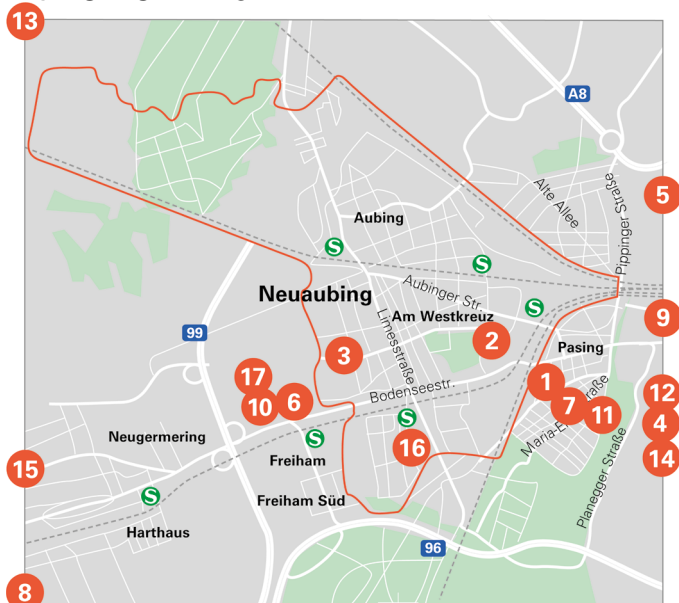 13
A8
5
Alte Allee
Pippinger Straße
Aubing
S
S
Neuaubing
Aubinger Str.
S
Am Westkreuz
9
99
Limesstraße
2
Pasing
3
17
1
12
Bodenseestr.
10
6
7
11
4
S
Maria-E
raße
Neugermering
S
16
14
15
Freiham
Planegger Straße
S
Freiham Süd
Harthaus
96
8